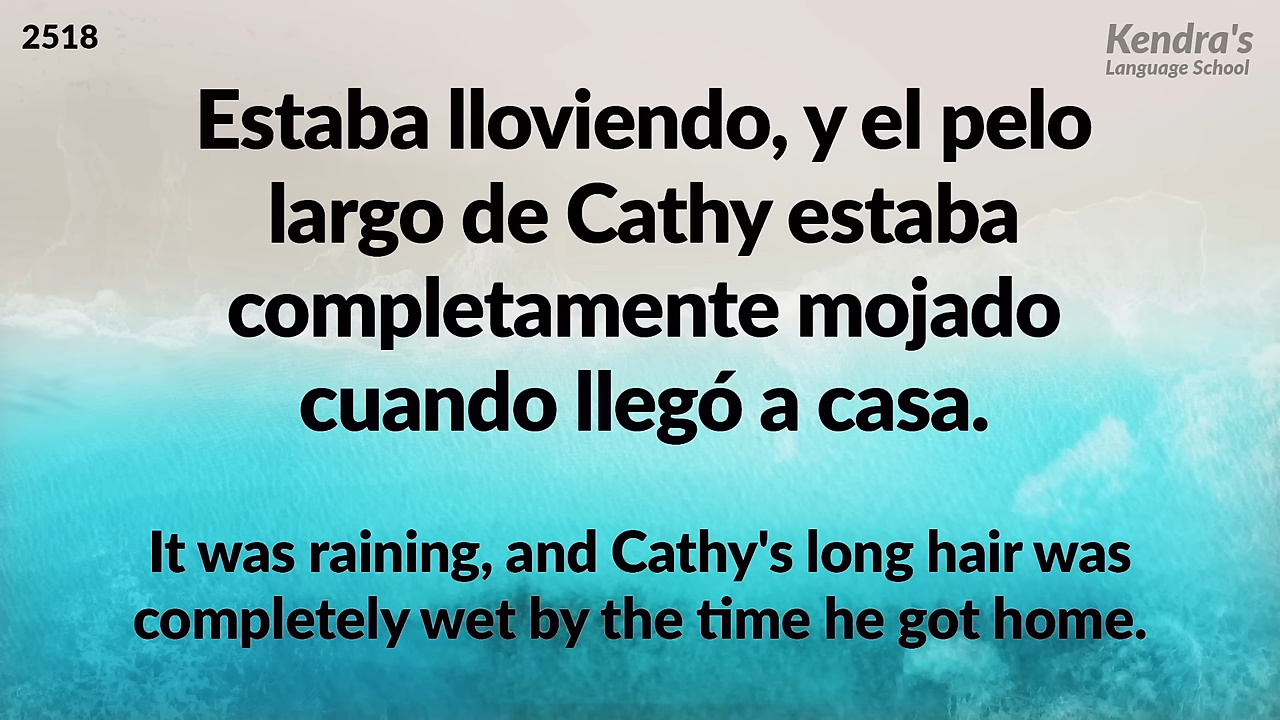 2518
Kendra's
Language School
Estaba lloviendo, y el pelo
largo de Cathy estaba
completamente mojado
cuando llegó a casa.
It was raining, and Cathy's long hair was
completely wet by the time he got home.